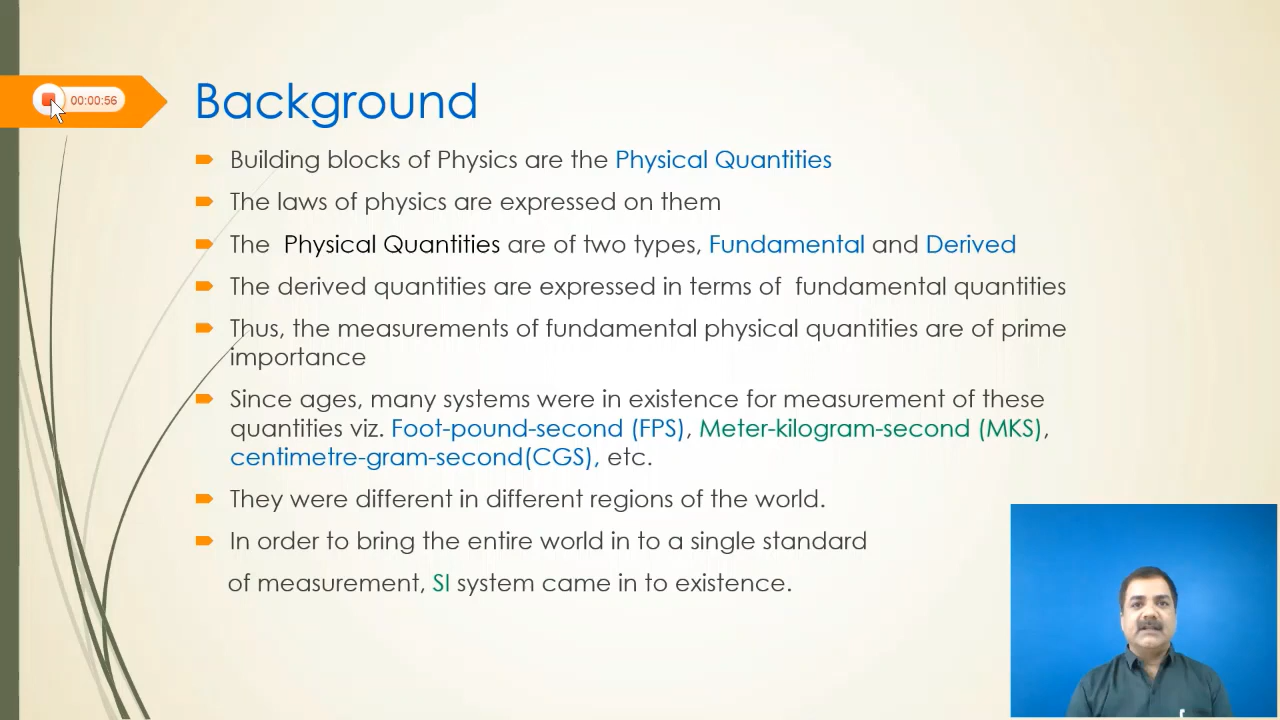 00:00:56
Background
Building blocks of Physics are the Physical Quantities
The laws of physics are expressed on them
The Physical Quantities are of two types, Fundamental and Derived
The derived quantities are expressed in terms of fundamental quantities
Thus, the measurements of fundamental physical quantities are of prime
importance
Since ages, many systems were in existence for measurement of these
quantities viz. Foot-pound-second (FPS), Meter-kilogram-second (MKS),
centimetre-gram-second(CGS), etc.
They were different in different regions of the world.
In order to bring the entire world in to a single standard
of measurement, SI system came in to existence.